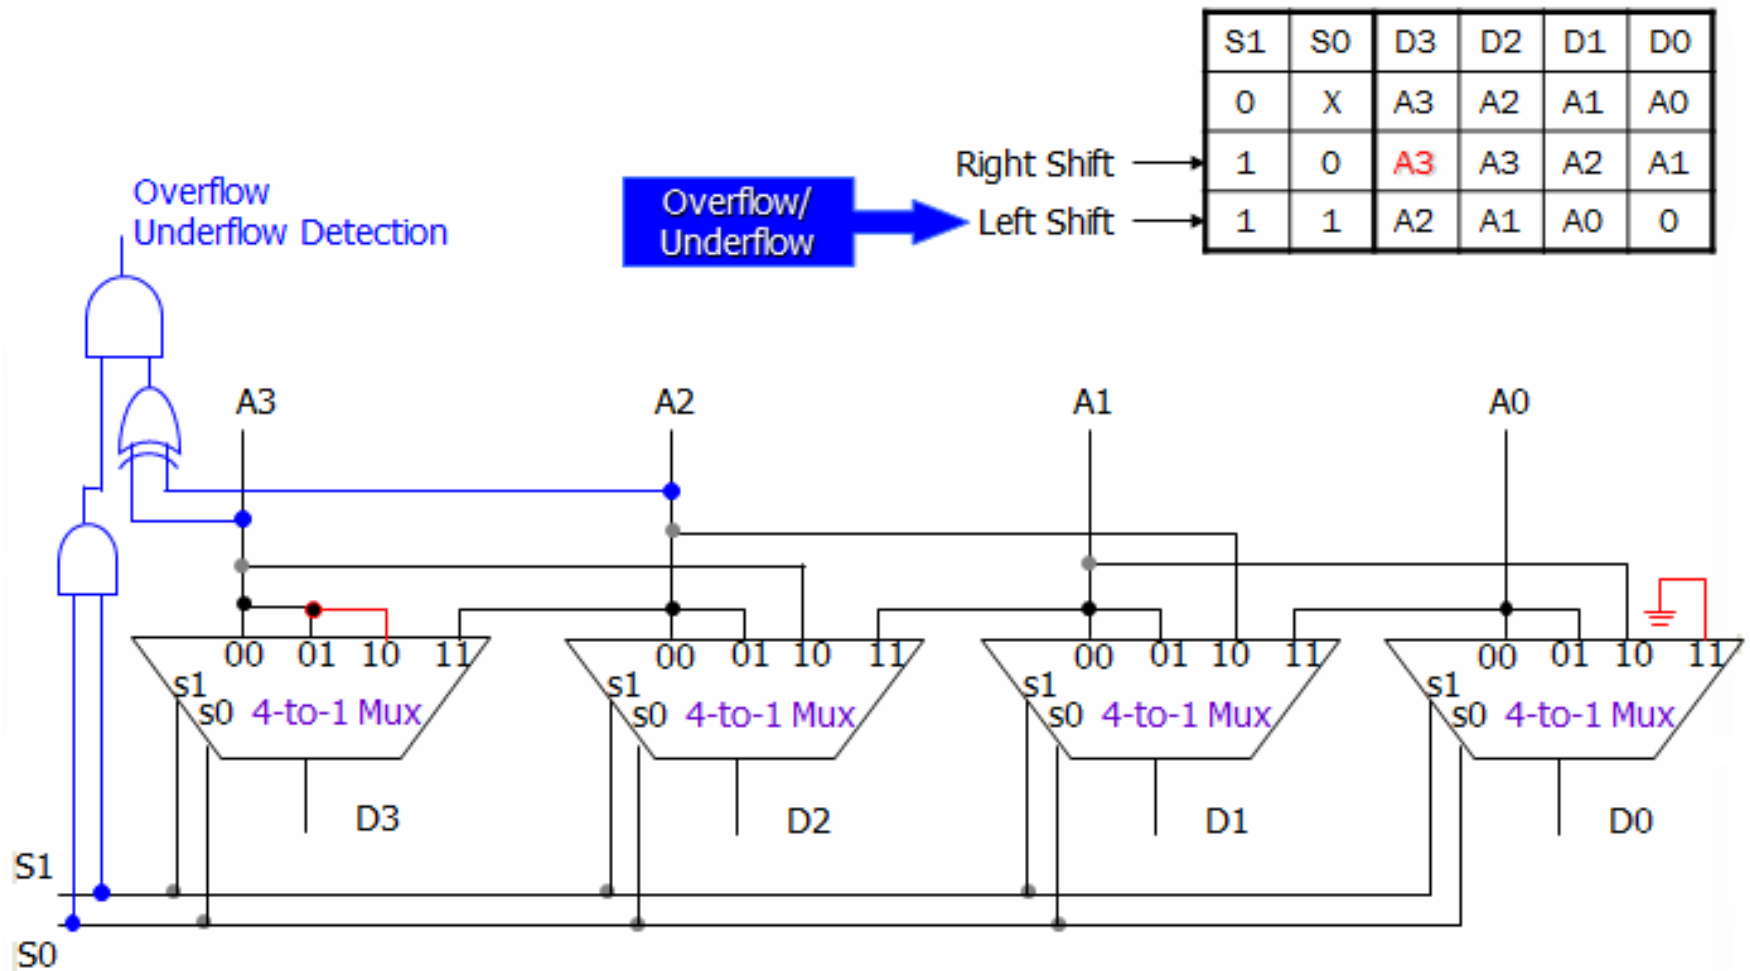 S1 S0 D3 D2 D1 D0
0 X A3 A2 A1 A0
Right Shift 1 0 A3 A3 A2 A1
Left Shift 1 1 A2 A1 A0 0
Overflow/
Underflow
Overflow
Underflow Detection
A3 A2 A1 A0
00 01 10 11 00 01 10 11 00 01 10 11 00 01 10 11
s1 s1 s1 s1
s0 4-to-1 Mux s0 4-to-1 Mux s0 4-to-1 Mux s0 4-to-1 Mux
D3 D2 D1 D0
S1
S0